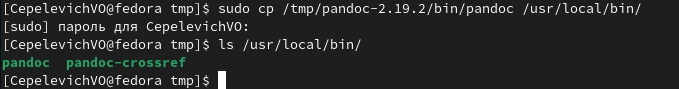 [CepelevichVO@fedora tmp]$ sudo cp /tmp/pandoc-2.19.2/bin/pandoc /usr/local/bin/
[sudo] пароль для CepelevichVO:
[CepelevichVO@fedora tmp]$ ls /usr/local/bin/
pandoc  pandoc-crossref
[CepelevichVO@fedora tmp]$